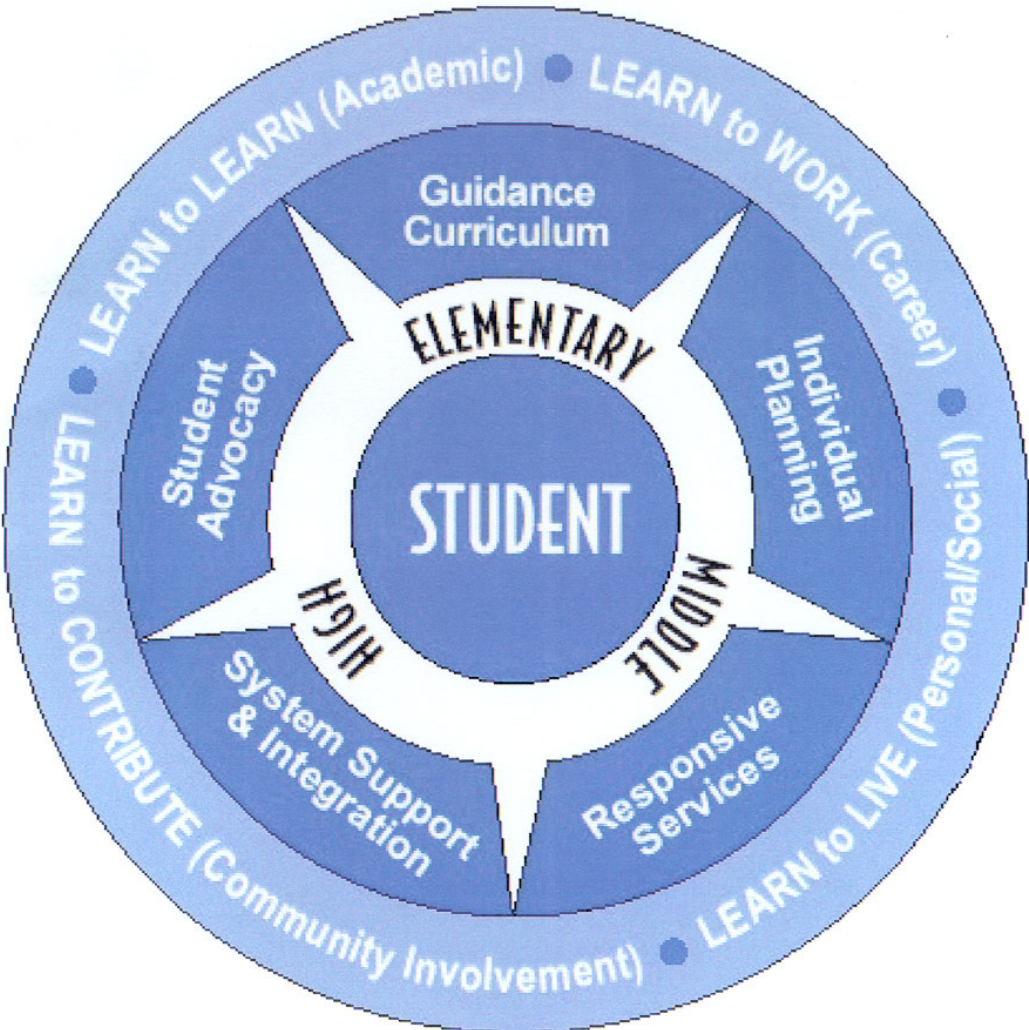 LEARN to LEARN (Academic)
LEARN to WORK (Career)
LEARN to LIVE (Personal/Social)
LEARN to CONTRIBUTE (Community Involvement)
Guidance
Curriculum
Individual
Planning
Responsive
Services
System Support
& Integration
Student
Advocacy
ELEMENTARY
MIDDLE
HIGH
STUDENT